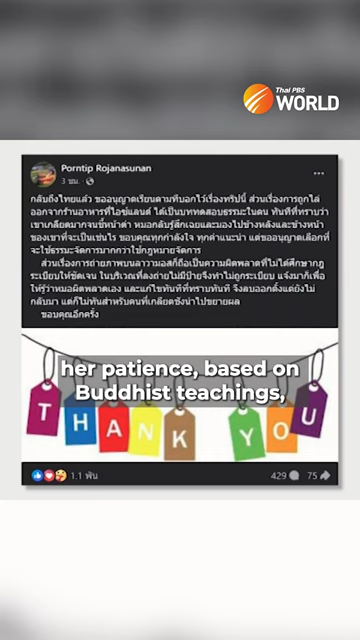 Thai PBS
WORLD
Porntip Rojanasunan
3 ชม.
กลับถึงไทยแล้ว ขออนุญาตเรียนตามที่บอกไว้เรื่องทริปนี้ ส่วนเรื่องการถูกไล่
ออกจากร้านอาหารที่ไอซ์แลนด์ ได้เป็นบททดสอบธรรมะในตน ทันทีที่ทราบว่า
เขาเกลียดมากจนชี้หน้าด่า หมอกลับรู้สึกเฉยและมองไปข้างหลังและข้างหน้า
ของเขาที่จะเป็นเช่นไร ขอบคุณทุกกำลังใจ ทุกคำแนะนำ แต่ขออนุญาตเลือกที่
จะใช้ธรรมะจัดการมากกว่าใช้กฎหมายจัดการ
ส่วนเรื่องการถ่ายภาพบนลาวามอสก็ถือเป็นความผิดพลาดที่ไม่ได้ศึกษากฎ
ระเบียบให้ชัดเจน ในบริเวณที่ลงถ่ายไม่มีป้ายจึงทำไม่ถูกระเบียบ แจ้งมาก็เพื่อ
ให้รู้ว่าหมอผิดพลาดเอง และแก้ไขทันทีที่ทราบทันที จึงลบออกตั้งแต่ยังไม่
กลับมา แต่ก็ไม่ทันสำหรับคนที่เกลียดชังนำไปขยายผล
ขอบคุณอีกครั้ง
her patience, based on
Buddhist teachings,
THANK YOU
1.1 พัน
429
75